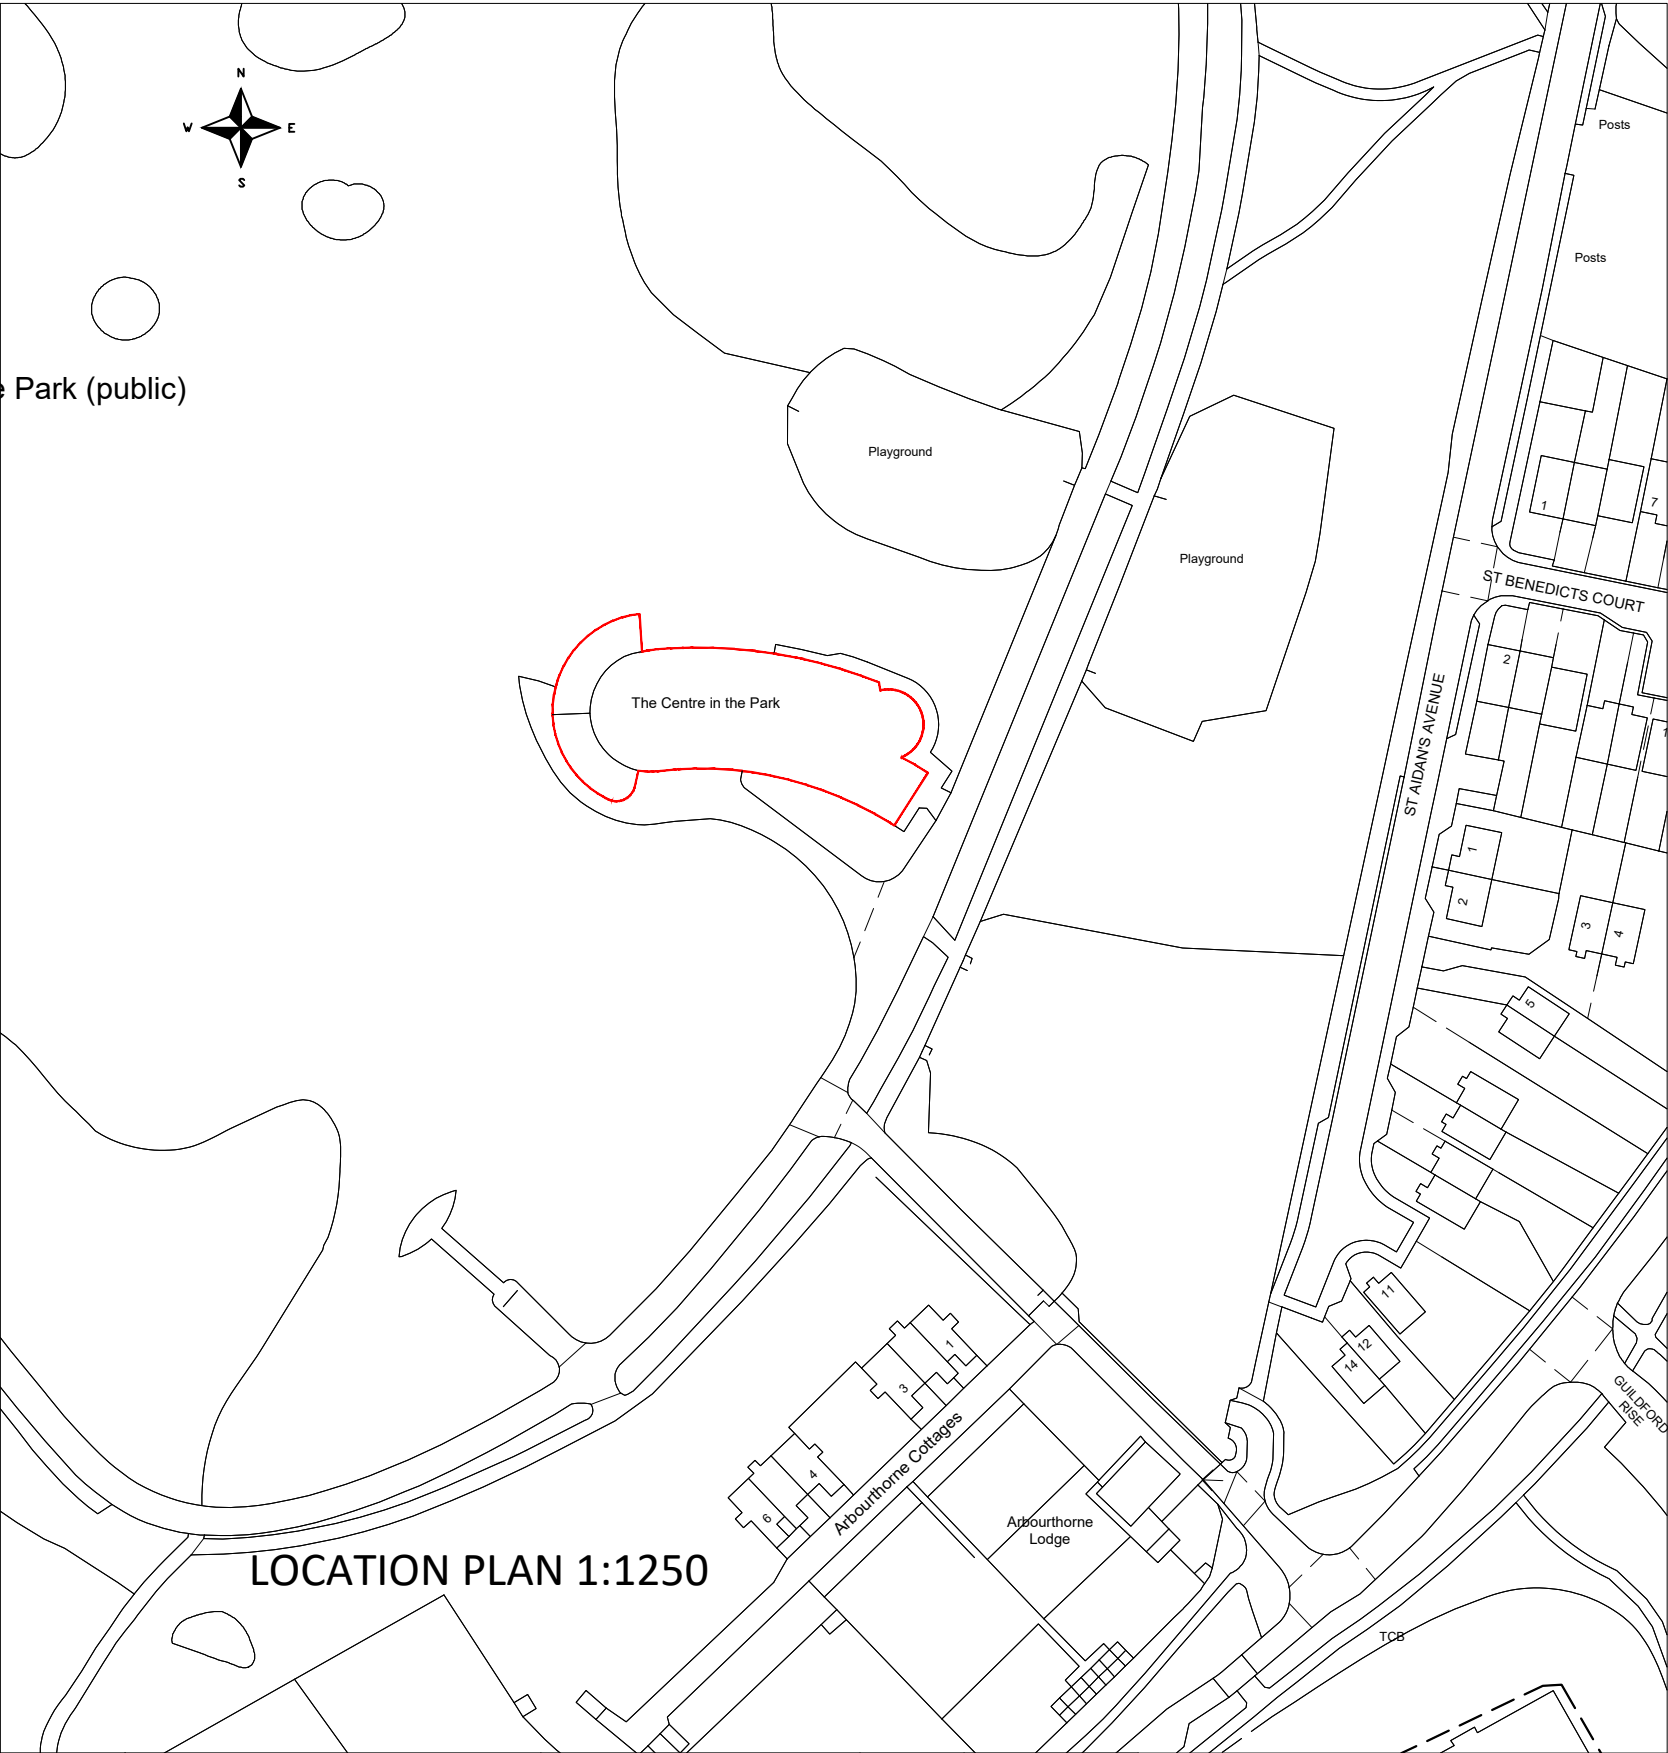 N
W E
S
Posts
Posts
e Park (public)
Playground
Playground
1
7
ST BENEDICTS COURT
2
1
The Centre in the Park
ST AIDAN'S AVENUE
1
2
3
4
5
11
12
14
1
3
4
6
Arbourthorne Cottages
GUILDFORD
RISE
Arbourthorne
Lodge
LOCATION PLAN 1:1250
TCB